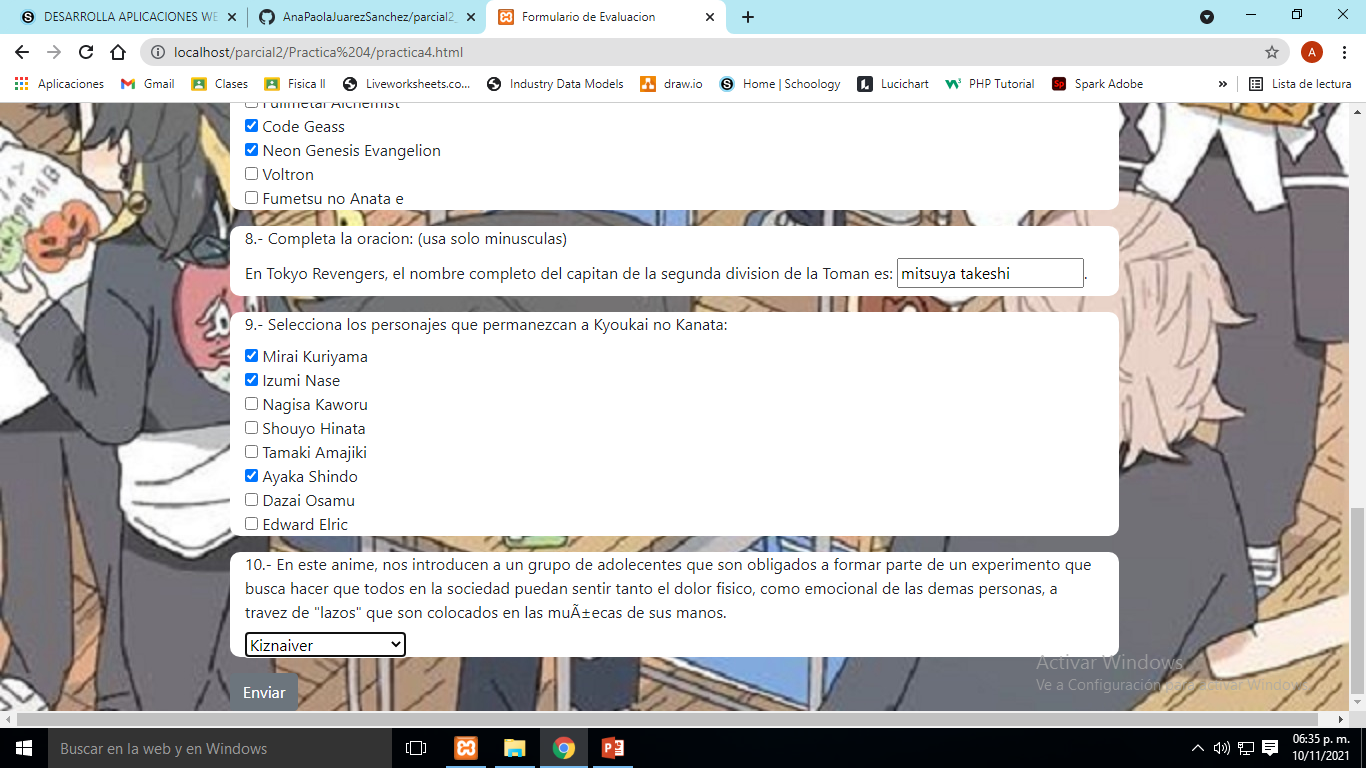 DESARROLLA APLICACIONES WE
AnaPaolaJuarezSanchez/parcial2_
Formulario de Evaluacion
localhost/parcial2/Practica%204/practica4.html
A
Aplicaciones
Gmail
Clases
Fisica II
Liveworksheets.co...
Industry Data Models
draw.io
Home | Schoology
Lucichart
PHP Tutorial
Spark Adobe
»
Lista de lectura
Fullmetal Alchemist
Code Geass
Neon Genesis Evangelion
Voltron
Fumetsu no Anata e
8.- Completa la oracion: (usa solo minusculas)
En Tokyo Revengers, el nombre completo del capitan de la segunda division de la Toman es: mitsuya takeshi.
9.- Selecciona los personajes que permanezcan a Kyoukai no Kanata:
Mirai Kuriyama
Izumi Nase
Nagisa Kaworu
Shouyo Hinata
Tamaki Amajiki
Ayaka Shindo
Dazai Osamu
Edward Elric
10.- En este anime, nos introducen a un grupo de adolecentes que son obligados a formar parte de un experimento que
busca hacer que todos en la sociedad puedan sentir tanto el dolor fisico, como emocional de las demas personas, a
travez de "lazos" que son colocados en las muÃ±ecas de sus manos.
Kiznaiver
Enviar
Activar Windows
Ve a Configuración para activar Windows.
Buscar en la web y en Windows
06:35 p. m.
10/11/2021